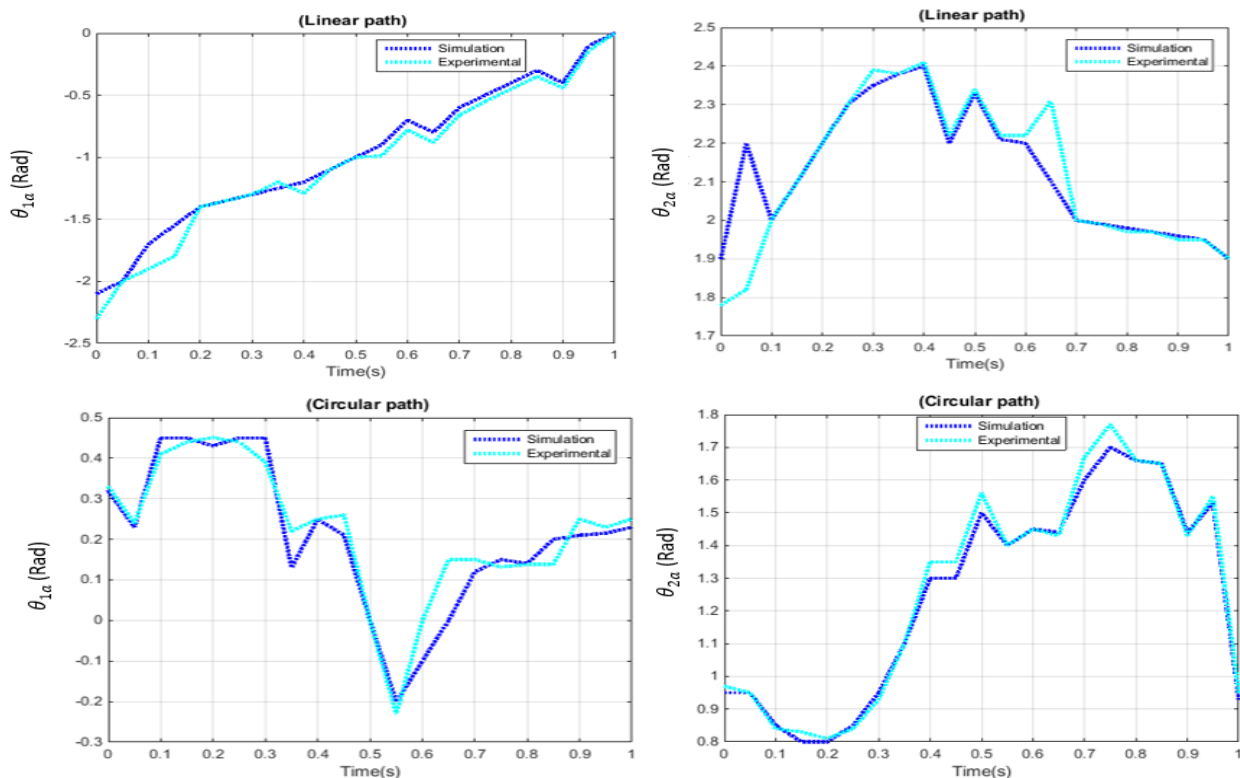 (Linear path)
0
-0.5
-1
-1.5
-2
-2.5
θ1a (Rad)
Simulation
Experimental
0 0.1 0.2 0.3 0.4 0.5 0.6 0.7 0.8 0.9 1
Time(s)
(Linear path)
2.5
2.4
2.3
2.2
2.1
2
1.9
1.8
1.7
θ2a (Rad)
Simulation
Experimental
0 0.1 0.2 0.3 0.4 0.5 0.6 0.7 0.8 0.9 1
Time(s)
(Circular path)
0.5
0.4
0.3
0.2
0.1
0
-0.1
-0.2
-0.3
θ1a (Rad)
Simulation
Experimental
0 0.1 0.2 0.3 0.4 0.5 0.6 0.7 0.8 0.9 1
Time(s)
(Circular path)
1.8
1.7
1.6
1.5
1.4
1.3
1.2
1.1
1
0.9
0.8
θ2a (Rad)
Simulation
Experimental
0 0.1 0.2 0.3 0.4 0.5 0.6 0.7 0.8 0.9 1
Time(s)